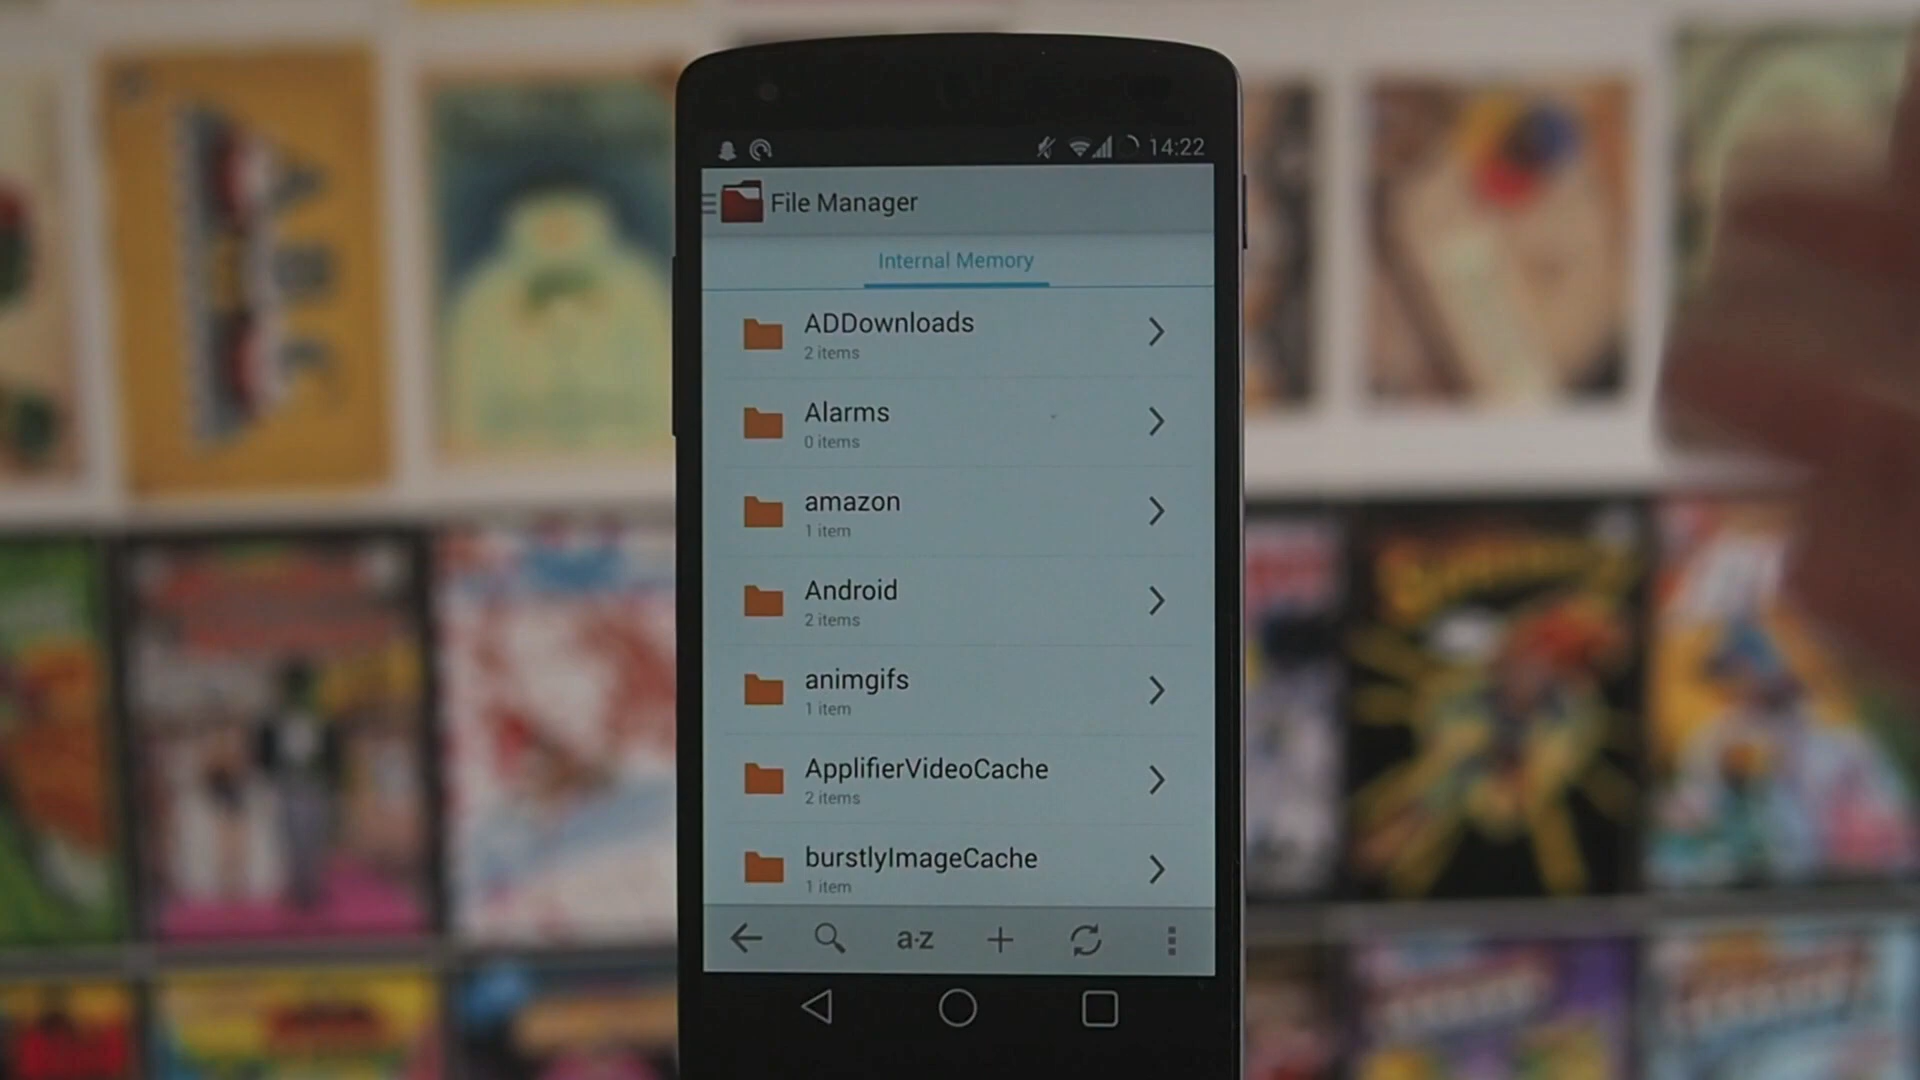 14:22
File Manager
Internal Memory
ADDownloads
2 items
Alarms
0 items
amazon
1 item
Android
2 items
animgifs
1 item
ApplifierVideoCache
2 items
burstlyImageCache
1 item
a-z